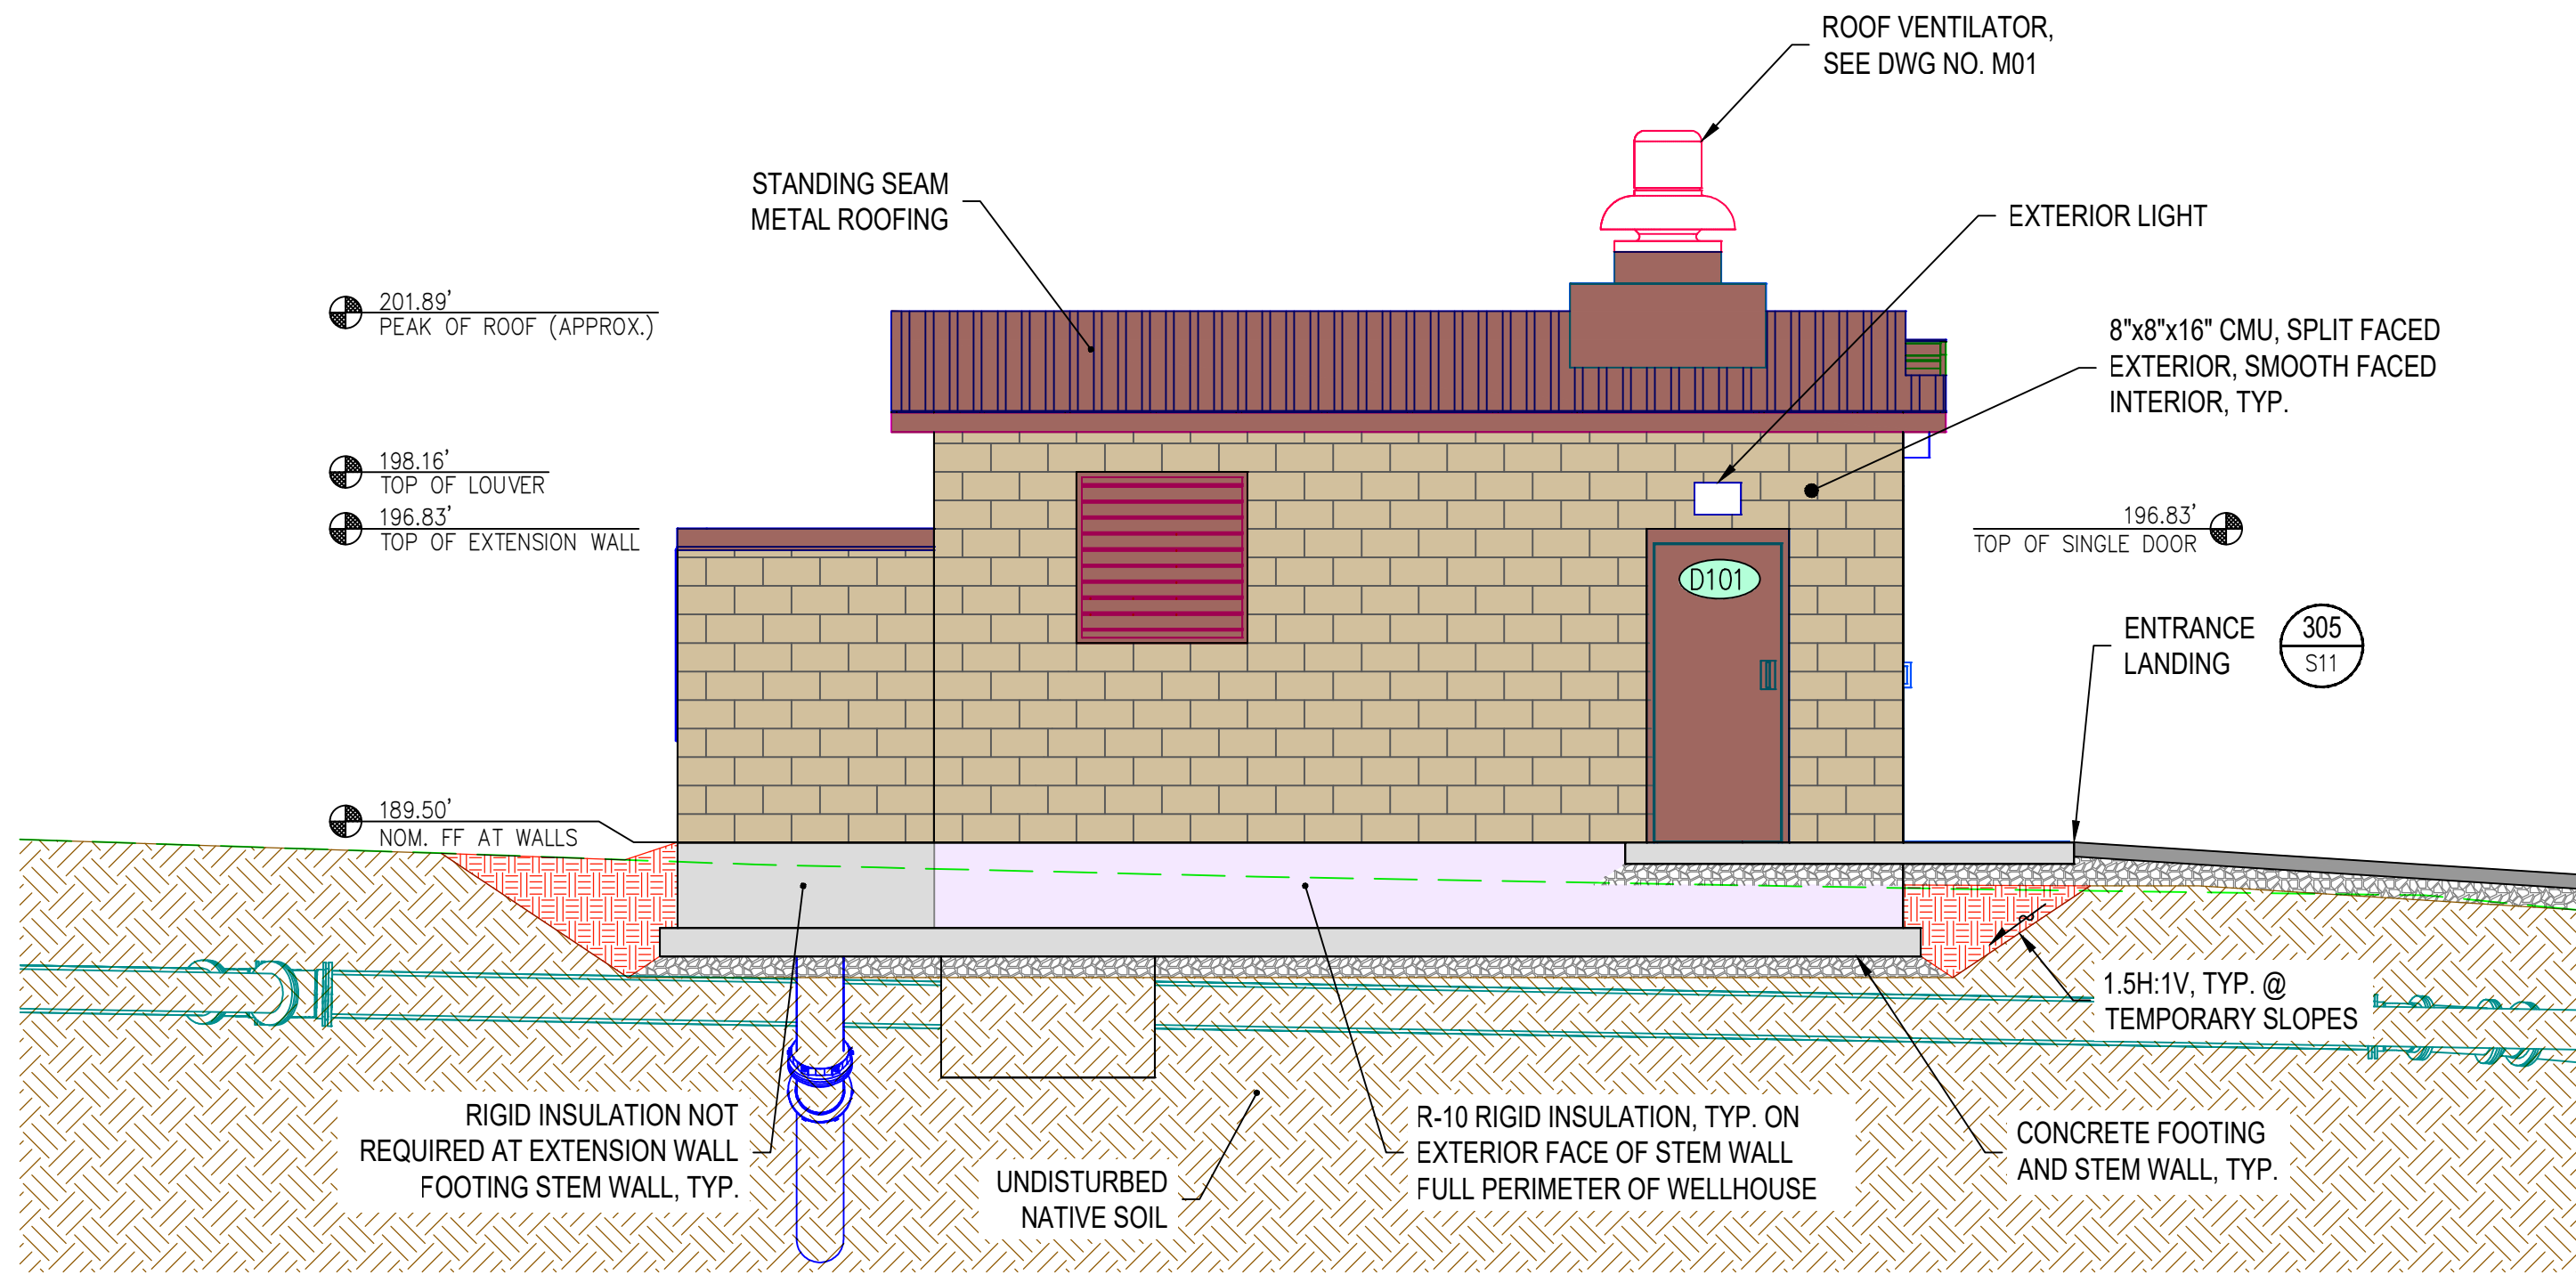 ROOF VENTILATOR,
SEE DWG NO. M01
STANDING SEAM
METAL ROOFING
EXTERIOR LIGHT
201.89'
PEAK OF ROOF (APPROX.)
8"x8"x16" CMU, SPLIT FACED
EXTERIOR, SMOOTH FACED
INTERIOR, TYP.
198.16'
TOP OF LOUVER
196.83'
TOP OF EXTENSION WALL
196.83'
TOP OF SINGLE DOOR
D101
ENTRANCE
LANDING
305
S11
189.50'
NOM. FF AT WALLS
1.5H:1V, TYP. @
TEMPORARY SLOPES
RIGID INSULATION NOT
REQUIRED AT EXTENSION WALL
FOOTING STEM WALL, TYP.
UNDISTURBED
NATIVE SOIL
R-10 RIGID INSULATION, TYP. ON
EXTERIOR FACE OF STEM WALL
FULL PERIMETER OF WELLHOUSE
CONCRETE FOOTING
AND STEM WALL, TYP.